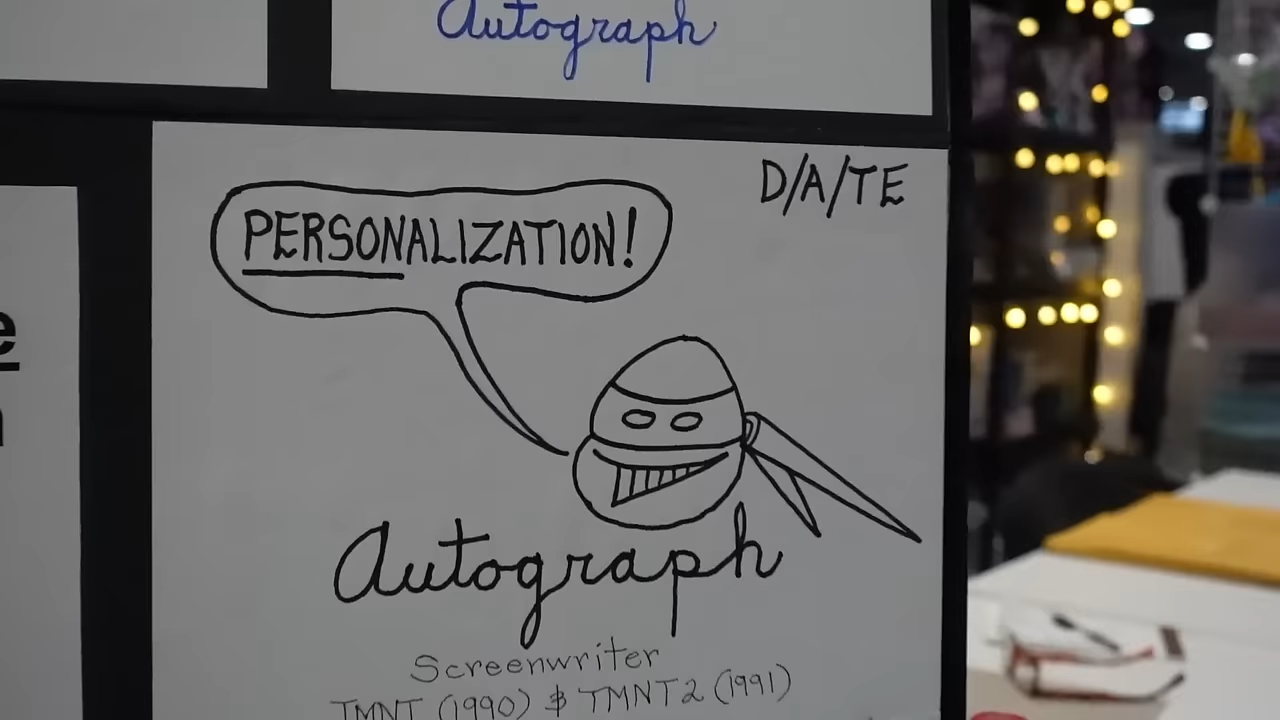 Autograph
D/A/TE
PERSONALIZATION!
Autograph
Screenwriter
TMNT (1990) & TMNT2 (1991)